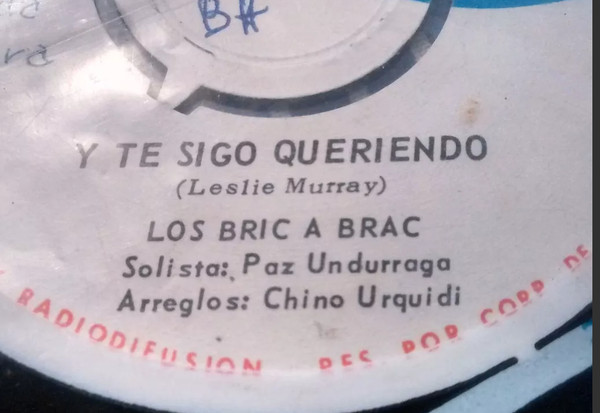 B#
ra
Y TE SIGO QUERIENDO
(Leslie Murray)
LOS BRIC A BRAC
Solista: Paz Undurraga
Arreglos: Chino Urquidi
RADIODIFUSION RES POR CORP DE